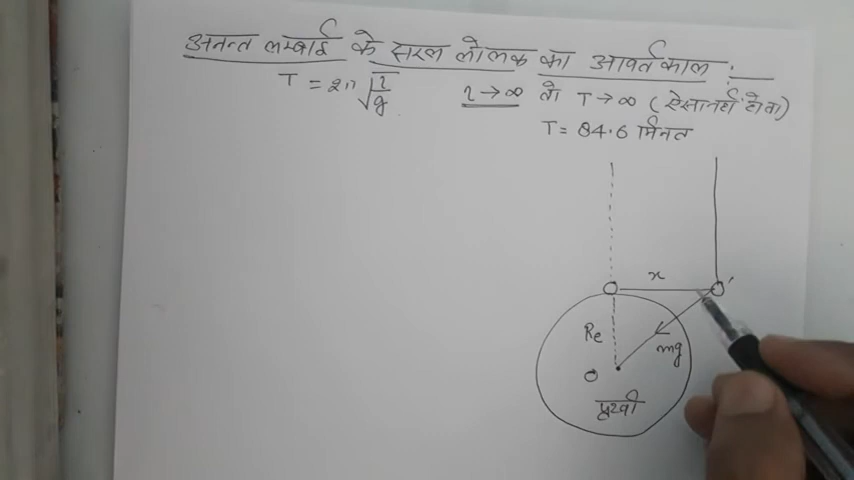 अनन्त लम्बाई के सरल लोलक का आवर्तकाल :
T = 2π √l/g
l → ∞ तो T → ∞ (ऐसा नहीं होता)
T = 84.6 मिनट
x
O'
Re
mg
O
पृथ्वी